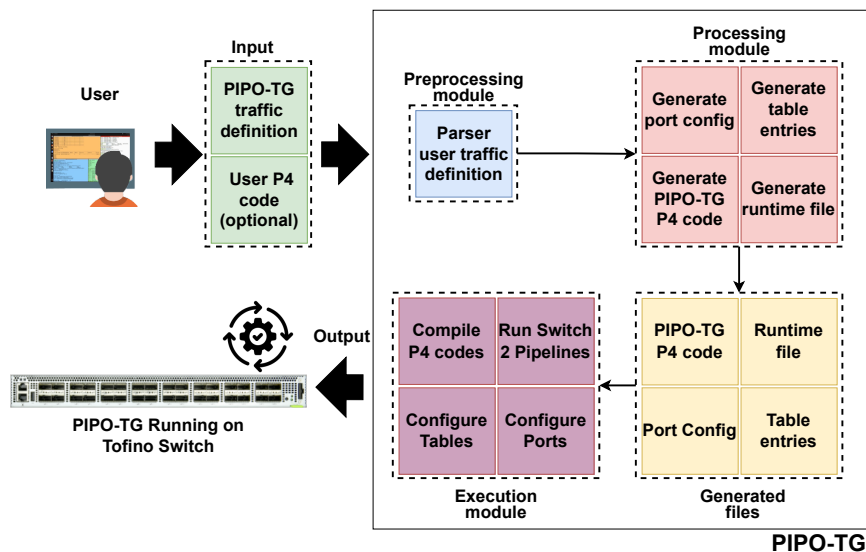 Input
User
PIPO-TG
traffic
definition
User P4
code
(optional)
Preprocessing
module
Parser
user traffic
definition
Processing
module
Generate
port config
Generate
table
entries
Generate
PIPO-TG
P4 code
Generate
runtime file
PIPO-TG
P4 code
Runtime
file
Port Config
Table
entries
Generated
files
Compile
P4 codes
Run Switch
2 Pipelines
Configure
Tables
Configure
Ports
Execution
module
Output
PIPO-TG Running on
Tofino Switch
PIPO-TG